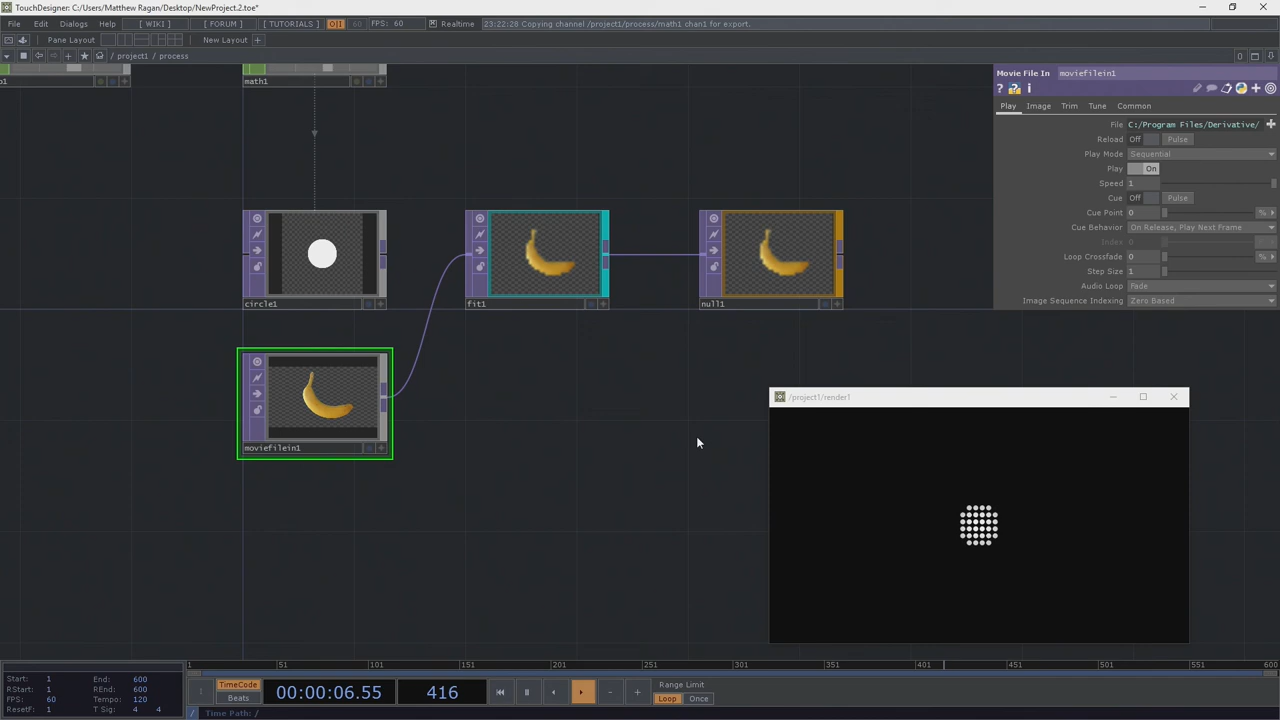 TouchDesigner: C:/Users/Matthew Ragan/Desktop/NewProject.2.toe*
File Edit Dialogs Help [ WIKI ] [ FORUM ] [ TUTORIALS ] O|I 60 FPS: 60 Realtime 23:22:28 Copying channel /project1/process/math1 chan1 for export.
Pane Layout New Layout +
/ project1 / process
math1
circle1
fit1
null1
moviefilein1
Movie File In moviefilein1
Play Image Trim Tune Common
File C:/Program Files/Derivative/
Reload Off Pulse
Play Mode Sequential
Play On
Speed 1
Cue Off Pulse
Cue Point 0 %
Cue Behavior On Release, Play Next Frame
Index 0
Loop Crossfade 0 %
Step Size 1
Audio Loop Fade
Image Sequence Indexing Zero Based
/project1/render1
1 51 101 151 201 251 301 351 401 451 501 551 600
Start: 1 End: 600
RStart: 1 REnd: 600
FPS: 60 Tempo: 120
ResetF: 1 T Sig: 4 4
TimeCode
Beats
00:00:06.55
416
Range Limit
Loop Once
/ Time Path: /